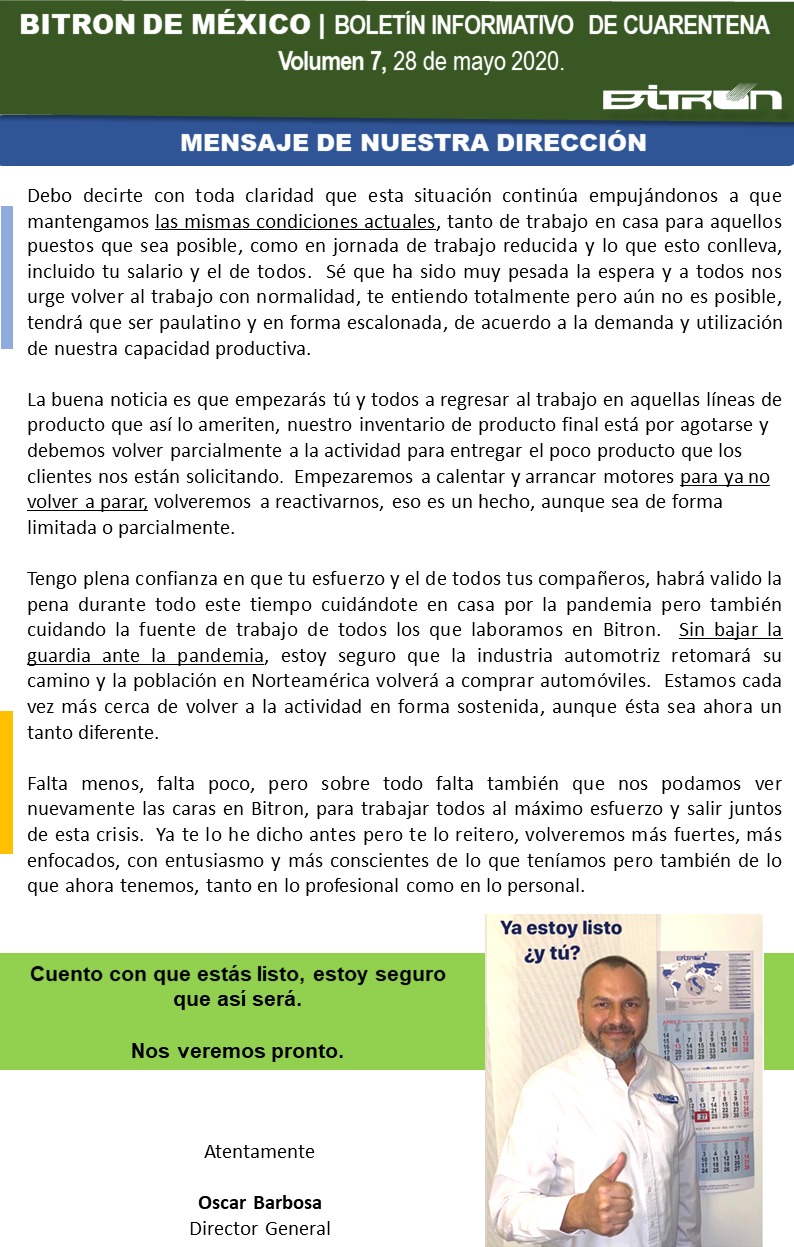 BITRON DE MÉXICO | BOLETÍN INFORMATIVO DE CUARENTENA
Volumen 7, 28 de mayo 2020.
BITRON
MENSAJE DE NUESTRA DIRECCIÓN
Debo decirte con toda claridad que esta situación continúa empujándonos a que
mantengamos las mismas condiciones actuales, tanto de trabajo en casa para aquellos
puestos que sea posible, como en jornada de trabajo reducida y lo que esto conlleva,
incluido tu salario y el de todos. Sé que ha sido muy pesada la espera y a todos nos
urge volver al trabajo con normalidad, te entiendo totalmente pero aún no es posible,
tendrá que ser paulatino y en forma escalonada, de acuerdo a la demanda y utilización
de nuestra capacidad productiva.
La buena noticia es que empezarás tú y todos a regresar al trabajo en aquellas líneas de
producto que así lo ameriten, nuestro inventario de producto final está por agotarse y
debemos volver parcialmente a la actividad para entregar el poco producto que los
clientes nos están solicitando. Empezaremos a calentar y arrancar motores para ya no
volver a parar, volveremos a reactivarnos, eso es un hecho, aunque sea de forma
limitada o parcialmente.
Tengo plena confianza en que tu esfuerzo y el de todos tus compañeros, habrá valido la
pena durante todo este tiempo cuidándote en casa por la pandemia pero también
cuidando la fuente de trabajo de todos los que laboramos en Bitron. Sin bajar la
guardia ante la pandemia, estoy seguro que la industria automotriz retomará su
camino y la población en Norteamérica volverá a comprar automóviles. Estamos cada
vez más cerca de volver a la actividad en forma sostenida, aunque ésta sea ahora un
tanto diferente.
Falta menos, falta poco, pero sobre todo falta también que nos podamos ver
nuevamente las caras en Bitron, para trabajar todos al máximo esfuerzo y salir juntos
de esta crisis. Ya te lo he dicho antes pero te lo reitero, volveremos más fuertes, más
enfocados, con entusiasmo y más conscientes de lo que teníamos pero también de lo
que ahora tenemos, tanto en lo profesional como en lo personal.
Ya estoy listo
¿y tú?
BITRON
Cuento con que estás listo, estoy seguro
que así será.
Nos veremos pronto.
Atentamente
Oscar Barbosa
Director General